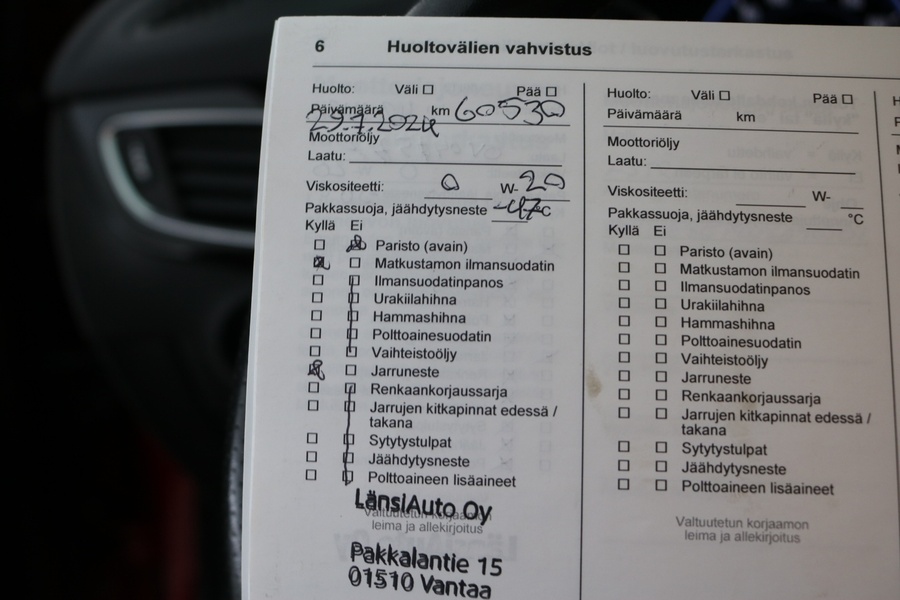 6 Huoltovälien vahvistus
Huolto: Väli Pää
Päivämäärä km 60530
29.7.2024
Moottoriöljy
Laatu:
Viskositeetti: 0 W- 20
Pakkassuoja, jäähdytysneste -47°C
Kyllä Ei
Paristo (avain)
Matkustamon ilmansuodatin
Ilmansuodatinpanos
Urakiilahihna
Hammashihna
Polttoainesuodatin
Vaihteistoöljy
Jarruneste
Renkaankorjaussarja
Jarrujen kitkapinnat edessä /
takana
Sytytystulpat
Jäähdytysneste
Polttoaineen lisäaineet
LänsiAuto Oy
Valtuutetun korjaamon
leima ja allekirjoitus
Pakkalantie 15
01510 Vantaa
Huolto: Väli Pää
Päivämäärä km
Moottoriöljy
Laatu:
Viskositeetti: W-
Pakkassuoja, jäähdytysneste °C
Kyllä Ei
Paristo (avain)
Matkustamon ilmansuodatin
Ilmansuodatinpanos
Urakiilahihna
Hammashihna
Polttoainesuodatin
Vaihteistoöljy
Jarruneste
Renkaankorjaussarja
Jarrujen kitkapinnat edessä /
takana
Sytytystulpat
Jäähdytysneste
Polttoaineen lisäaineet
Valtuutetun korjaamon
leima ja allekirjoitus